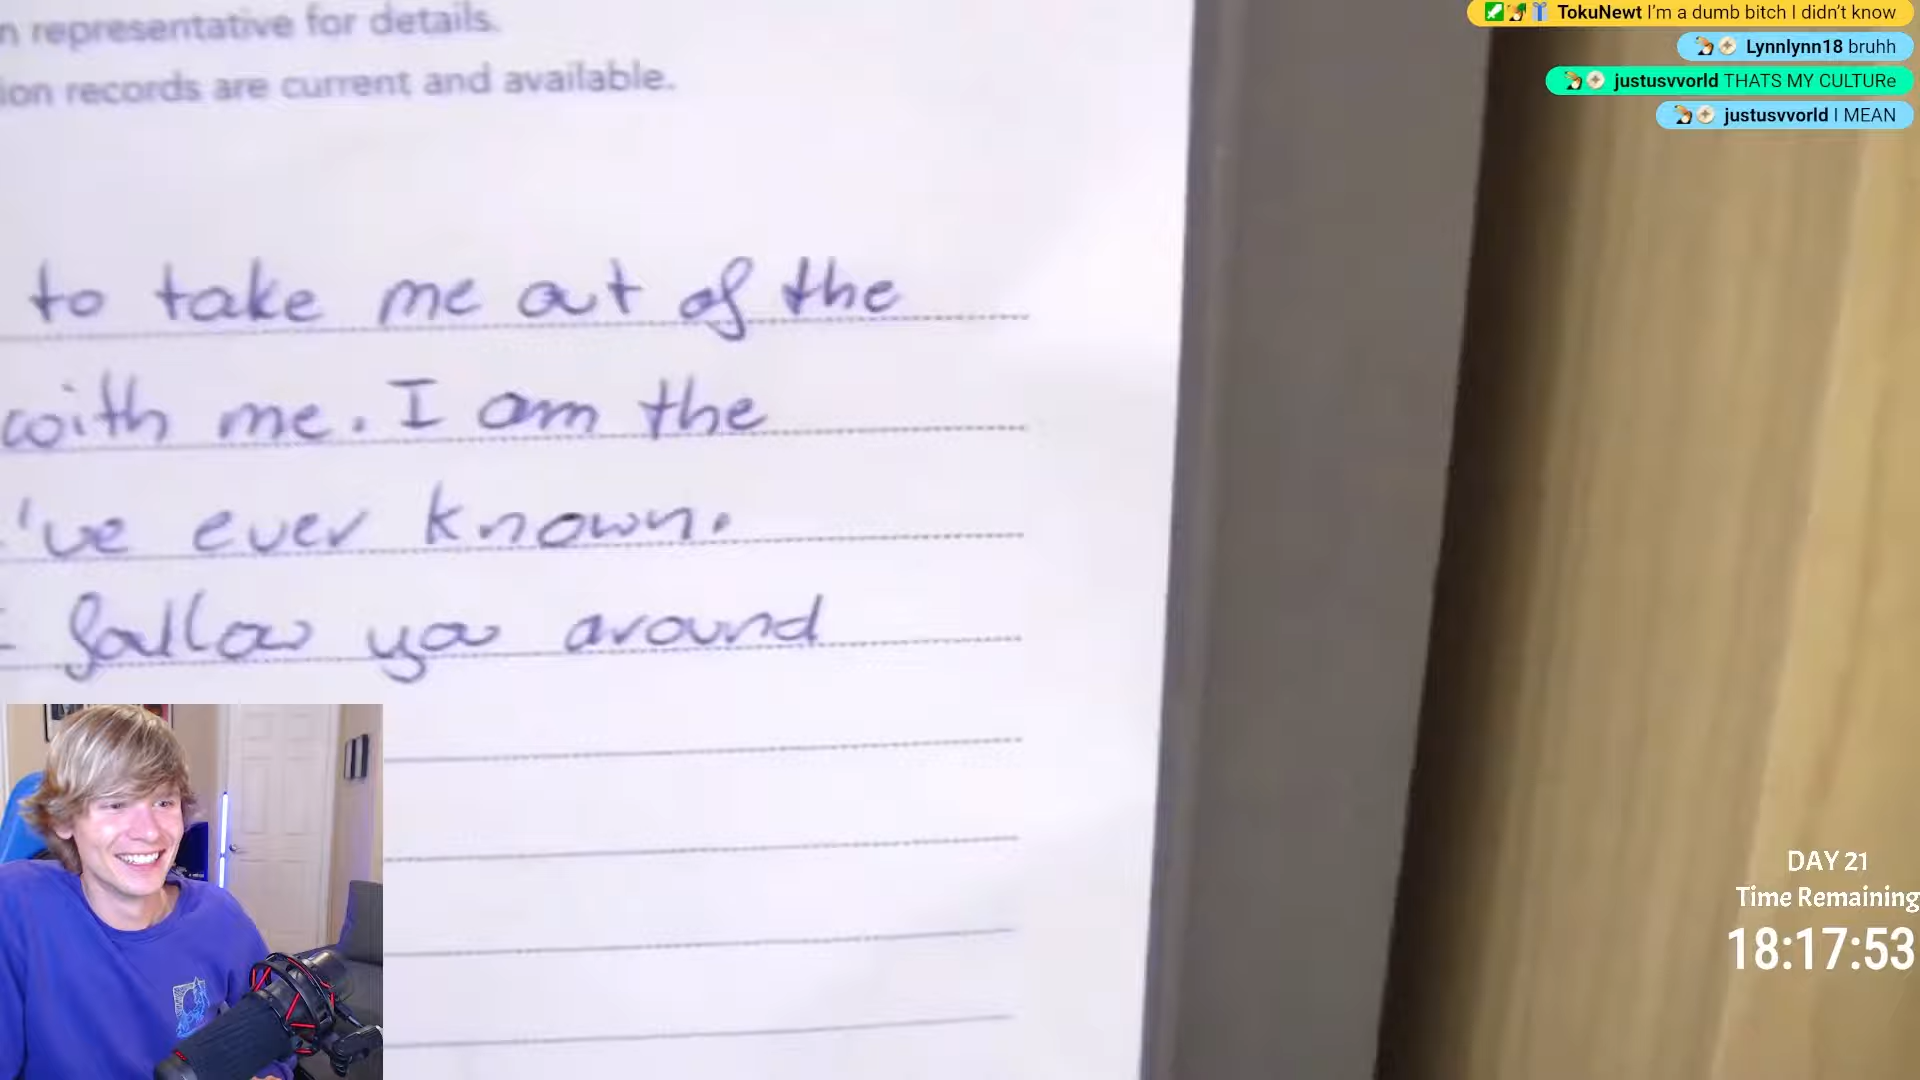 n representative for details.
ion records are current and available.
to take me out of the
with me. I am the
've ever known.
follow you around
TokuNewt I'm a dumb bitch I didn't know
Lynnlynn18 bruhh
justusvvorld THATS MY CULTURe
justusvvorld I MEAN
DAY 21
Time Remaining
18:17:53